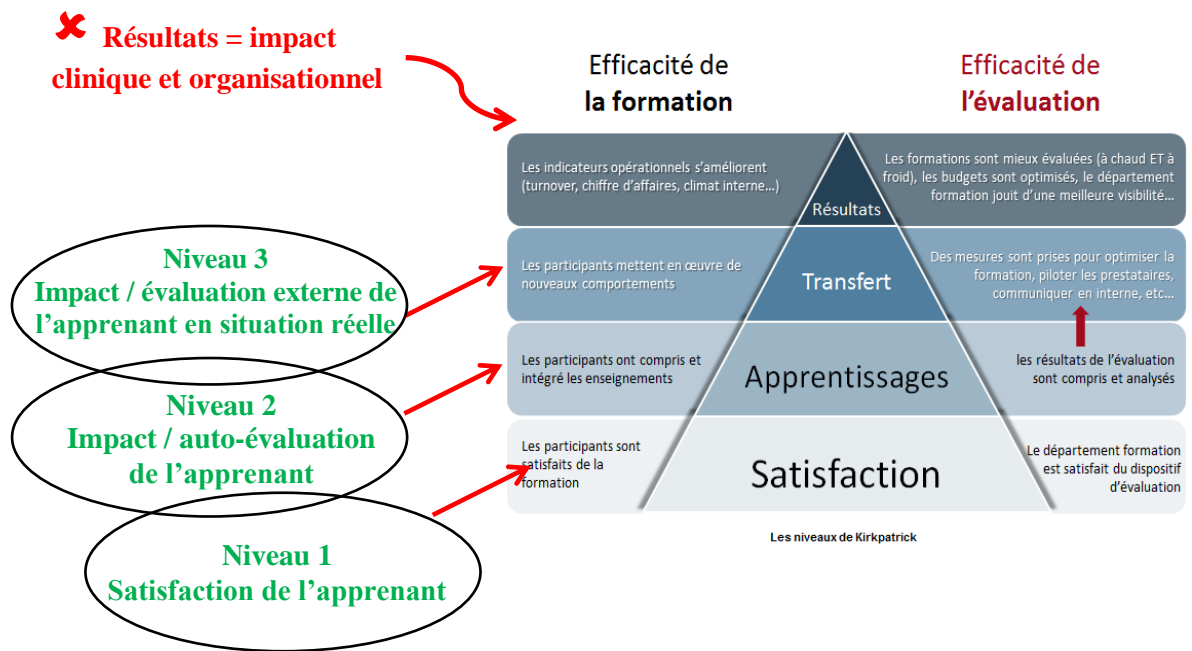 ✘ Résultats = impact
clinique et organisationnel
Efficacité de
la formation
Efficacité de
l’évaluation
Les indicateurs opérationnels s’améliorent
(turnover, chiffre d’affaires, climat interne…)
Résultats
Les formations sont mieux évaluées (à chaud ET à
froid), les budgets sont optimisés, le département
formation jouit d’une meilleure visibilité…
Niveau 3
Impact / évaluation externe de
l’apprenant en situation réelle
Les participants mettent en œuvre de
nouveaux comportements
Transfert
Des mesures sont prises pour optimiser la
formation, piloter les prestataires,
communiquer en interne, etc…
Niveau 2
Impact / auto-évaluation
de l’apprenant
Les participants ont compris et
intégré les enseignements
Apprentissages
les résultats de l’évaluation
sont compris et analysés
Niveau 1
Satisfaction de l’apprenant
Les participants sont
satisfaits de la
formation
Satisfaction
Le département formation
est satisfait du dispositif
d’évaluation
Les niveaux de Kirkpatrick